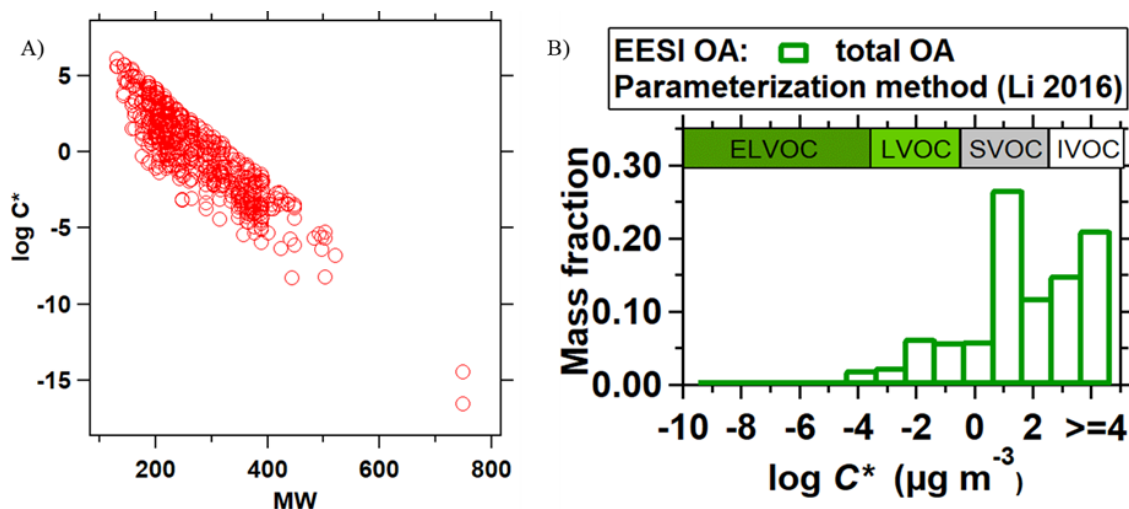 A)
5
0
-5
-10
-15
log C*
200
400
600
800
MW
B)
EESI OA: total OA
Parameterization method (Li 2016)
ELVOC LVOC SVOC IVOC
0.30
0.20
0.10
0.00
Mass fraction
-10 -8 -6 -4 -2 0 2 >=4
log C* (µg m⁻³)